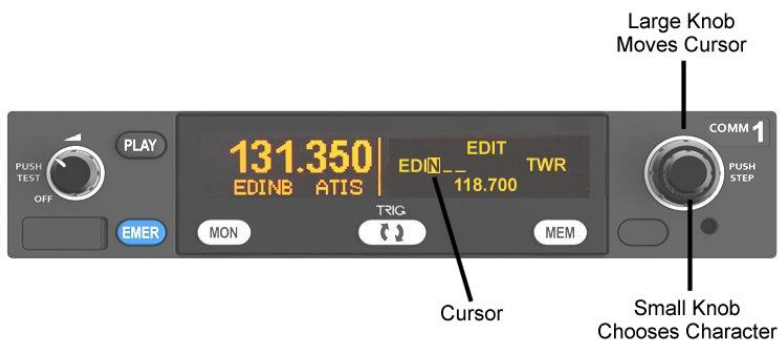 Large Knob
Moves Cursor
COMM 1
PUSH
TEST
OFF
PLAY
EMER
131.350
EDINB ATIS
EDIT
EDIN_ _ TWR
118.700
PUSH
STEP
TRIG
MON
MEM
Cursor
Small Knob
Chooses Character